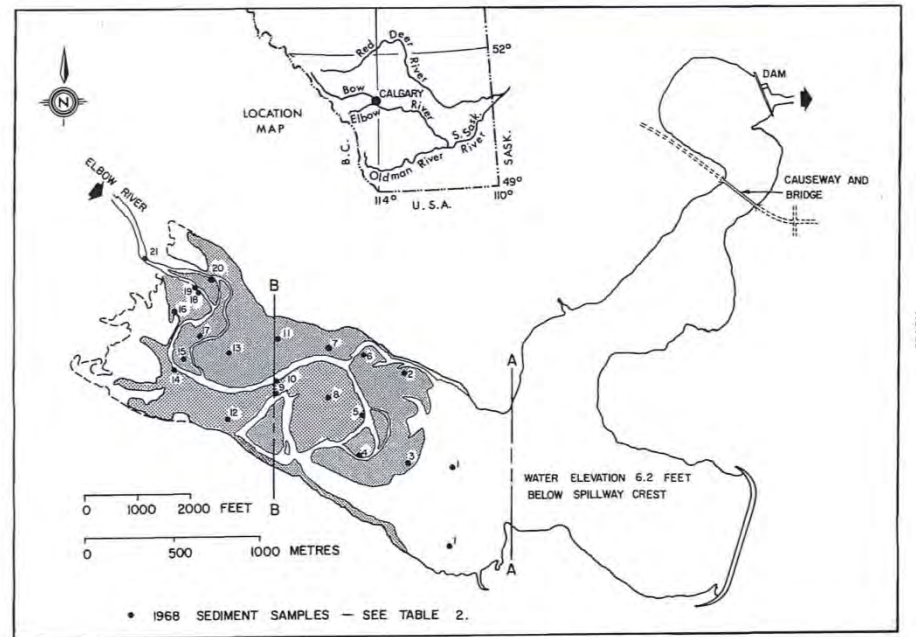 N
LOCATION
MAP
Red Deer River
Bow River
CALGARY
Elbow
S. Sask. River
Oldman River
B.C.
SASK.
52°
49°
114°
110°
U.S.A.
DAM
CAUSEWAY AND
BRIDGE
ELBOW RIVER
21
20
19
18
16
17
15
14
13
B
11
7
6
2
10
9
8
5
12
4
3
1
1
B
A
A
WATER ELEVATION 6.2 FEET
BELOW SPILLWAY CREST
0 1000 2000 FEET
0 500 1000 METRES
• 1968 SEDIMENT SAMPLES — SEE TABLE 2.